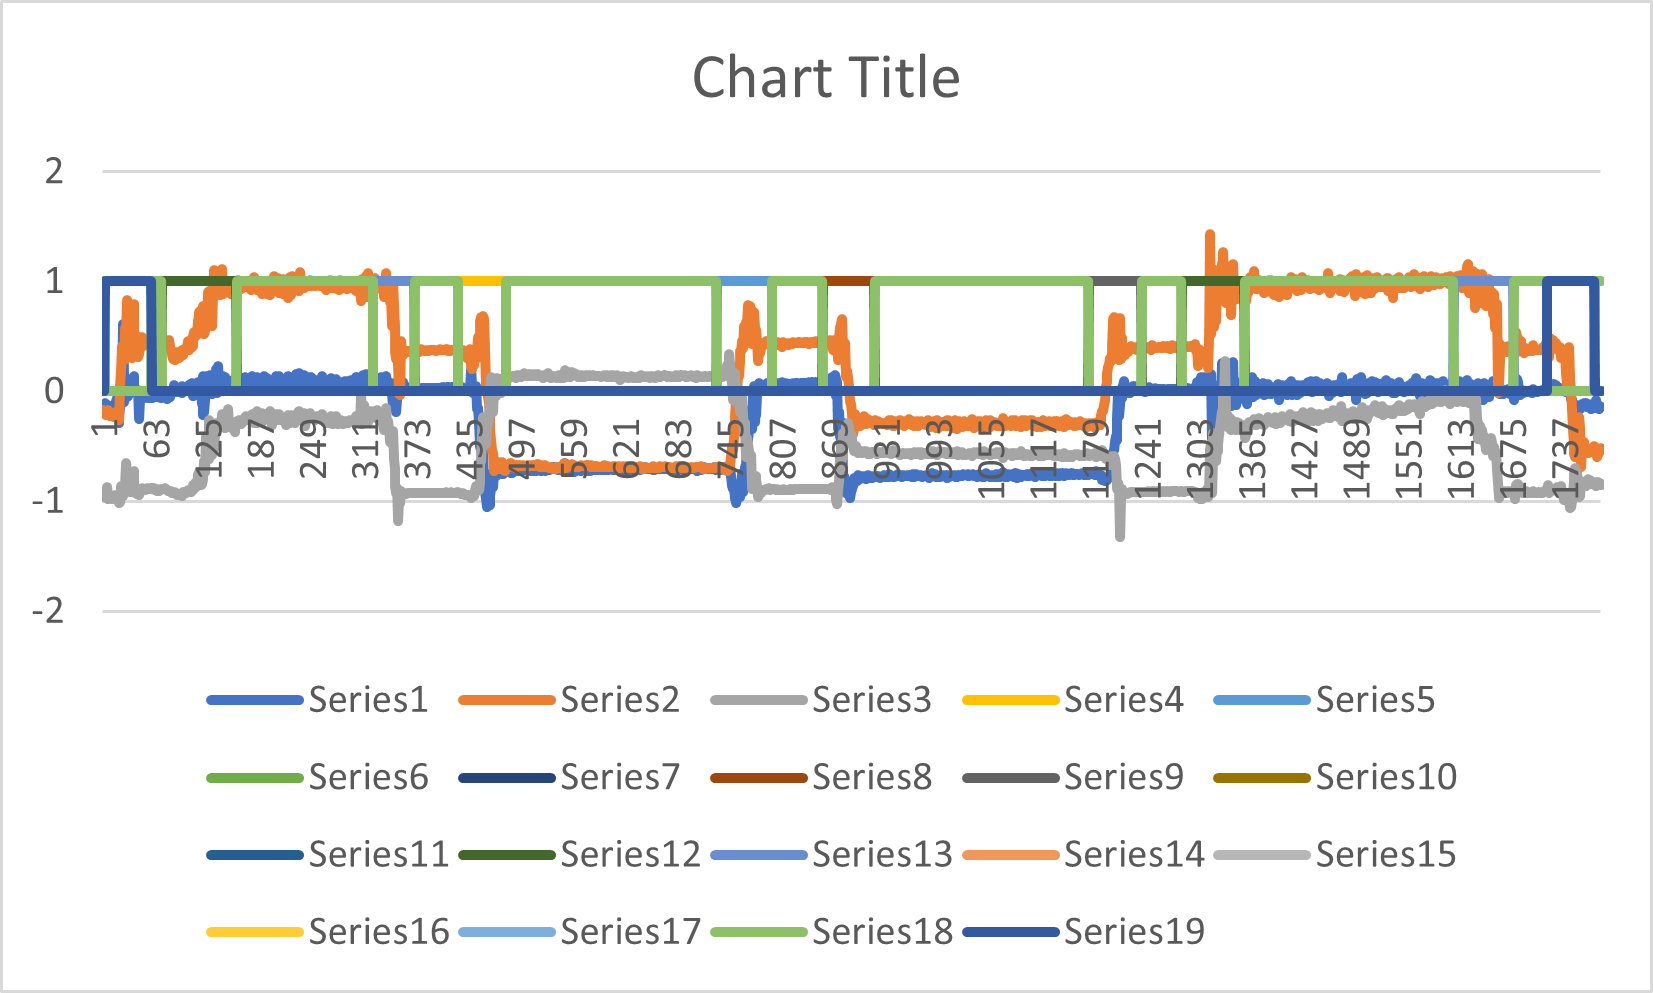 Chart Title
2
1
0
-1
-2
1 63 125 187 249 311 373 435 497 559 621 683 745 807 869 931 993 1055 1117 1179 1241 1303 1365 1427 1489 1551 1613 1675 1737
Series1 Series2 Series3 Series4 Series5
Series6 Series7 Series8 Series9 Series10
Series11 Series12 Series13 Series14 Series15
Series16 Series17 Series18 Series19